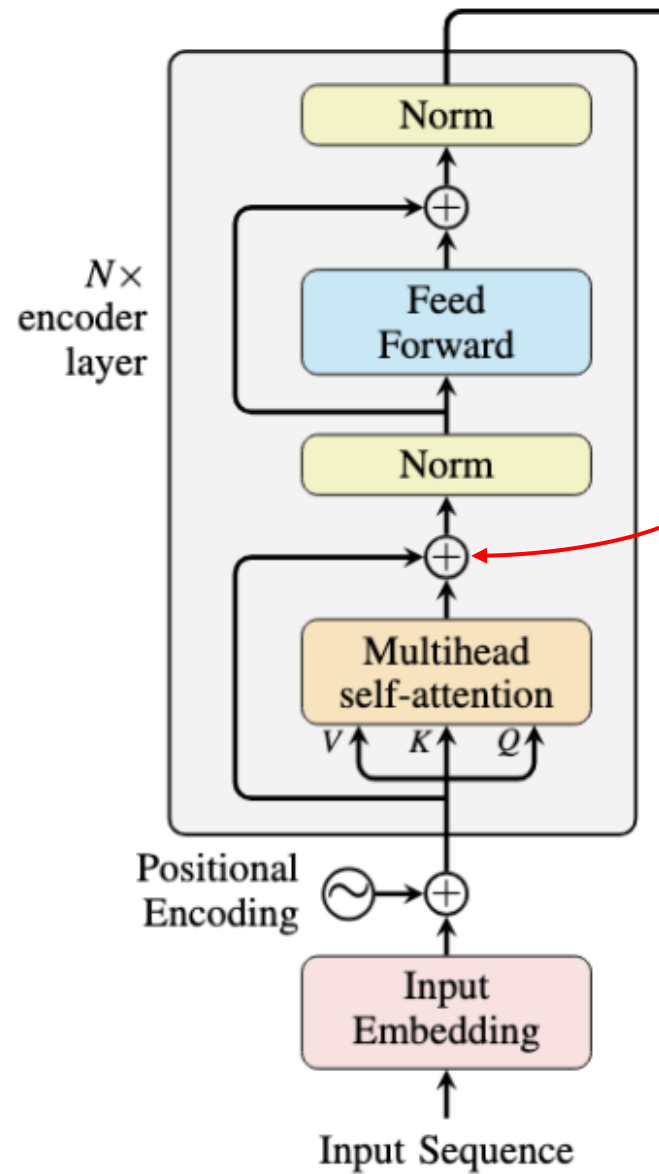 Norm
N×
encoder
layer
Feed
Forward
Norm
Multihead
self-attention
V K Q
Positional
Encoding
Input
Embedding
Input Sequence